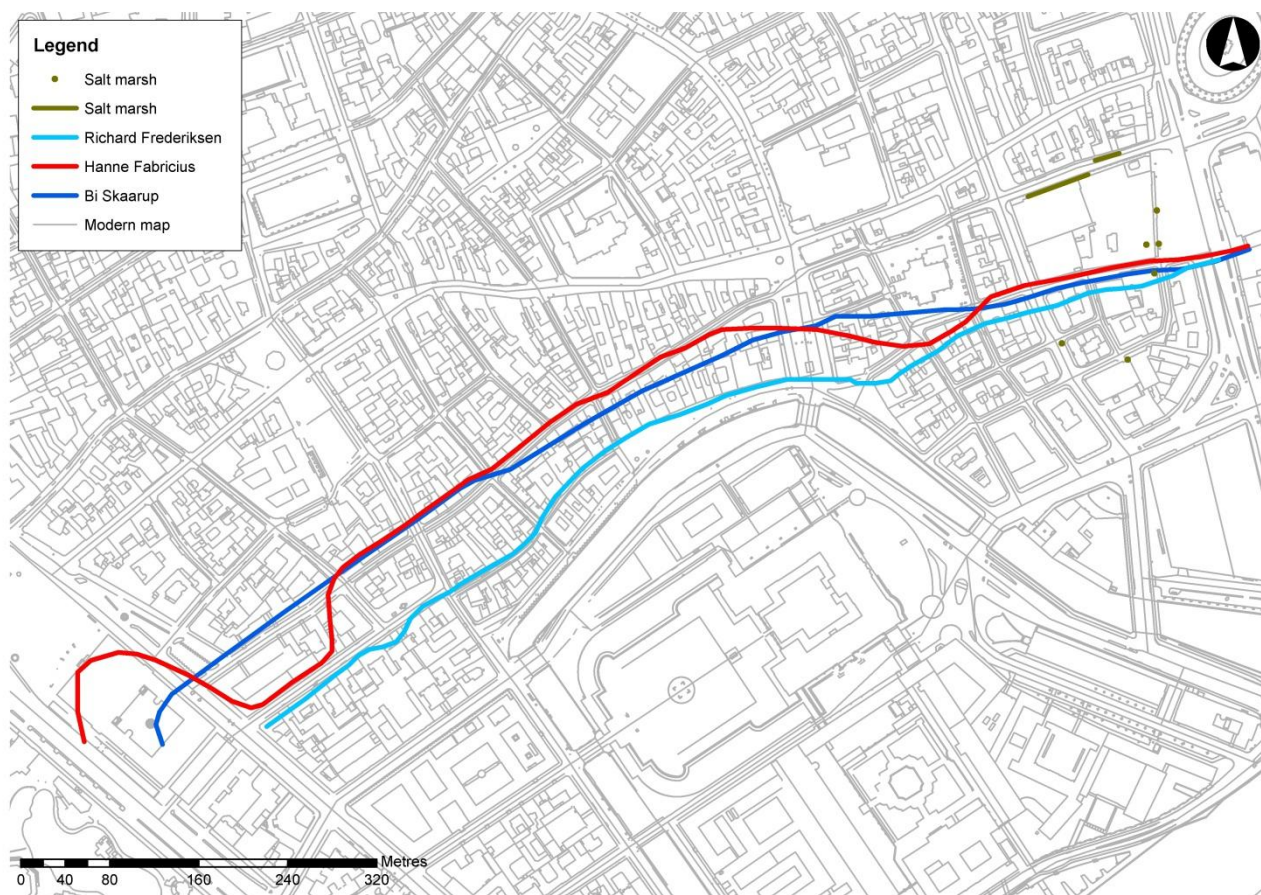 Legend
Salt marsh
Salt marsh
Richard Frederiksen
Hanne Fabricius
Bi Skaarup
Modern map
Metres
0 40 80 160 240 320